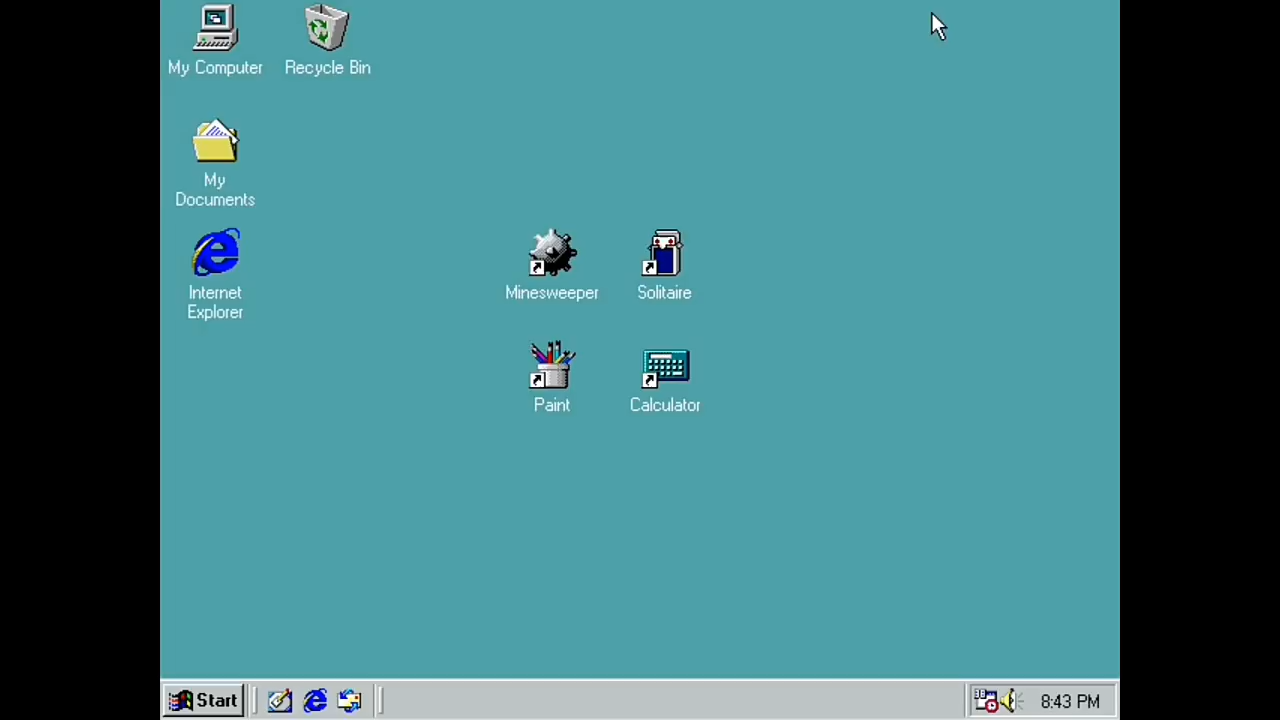 My Computer
Recycle Bin
My
Documents
Internet
Explorer
Minesweeper
Solitaire
Paint
Calculator
Start
8:43 PM